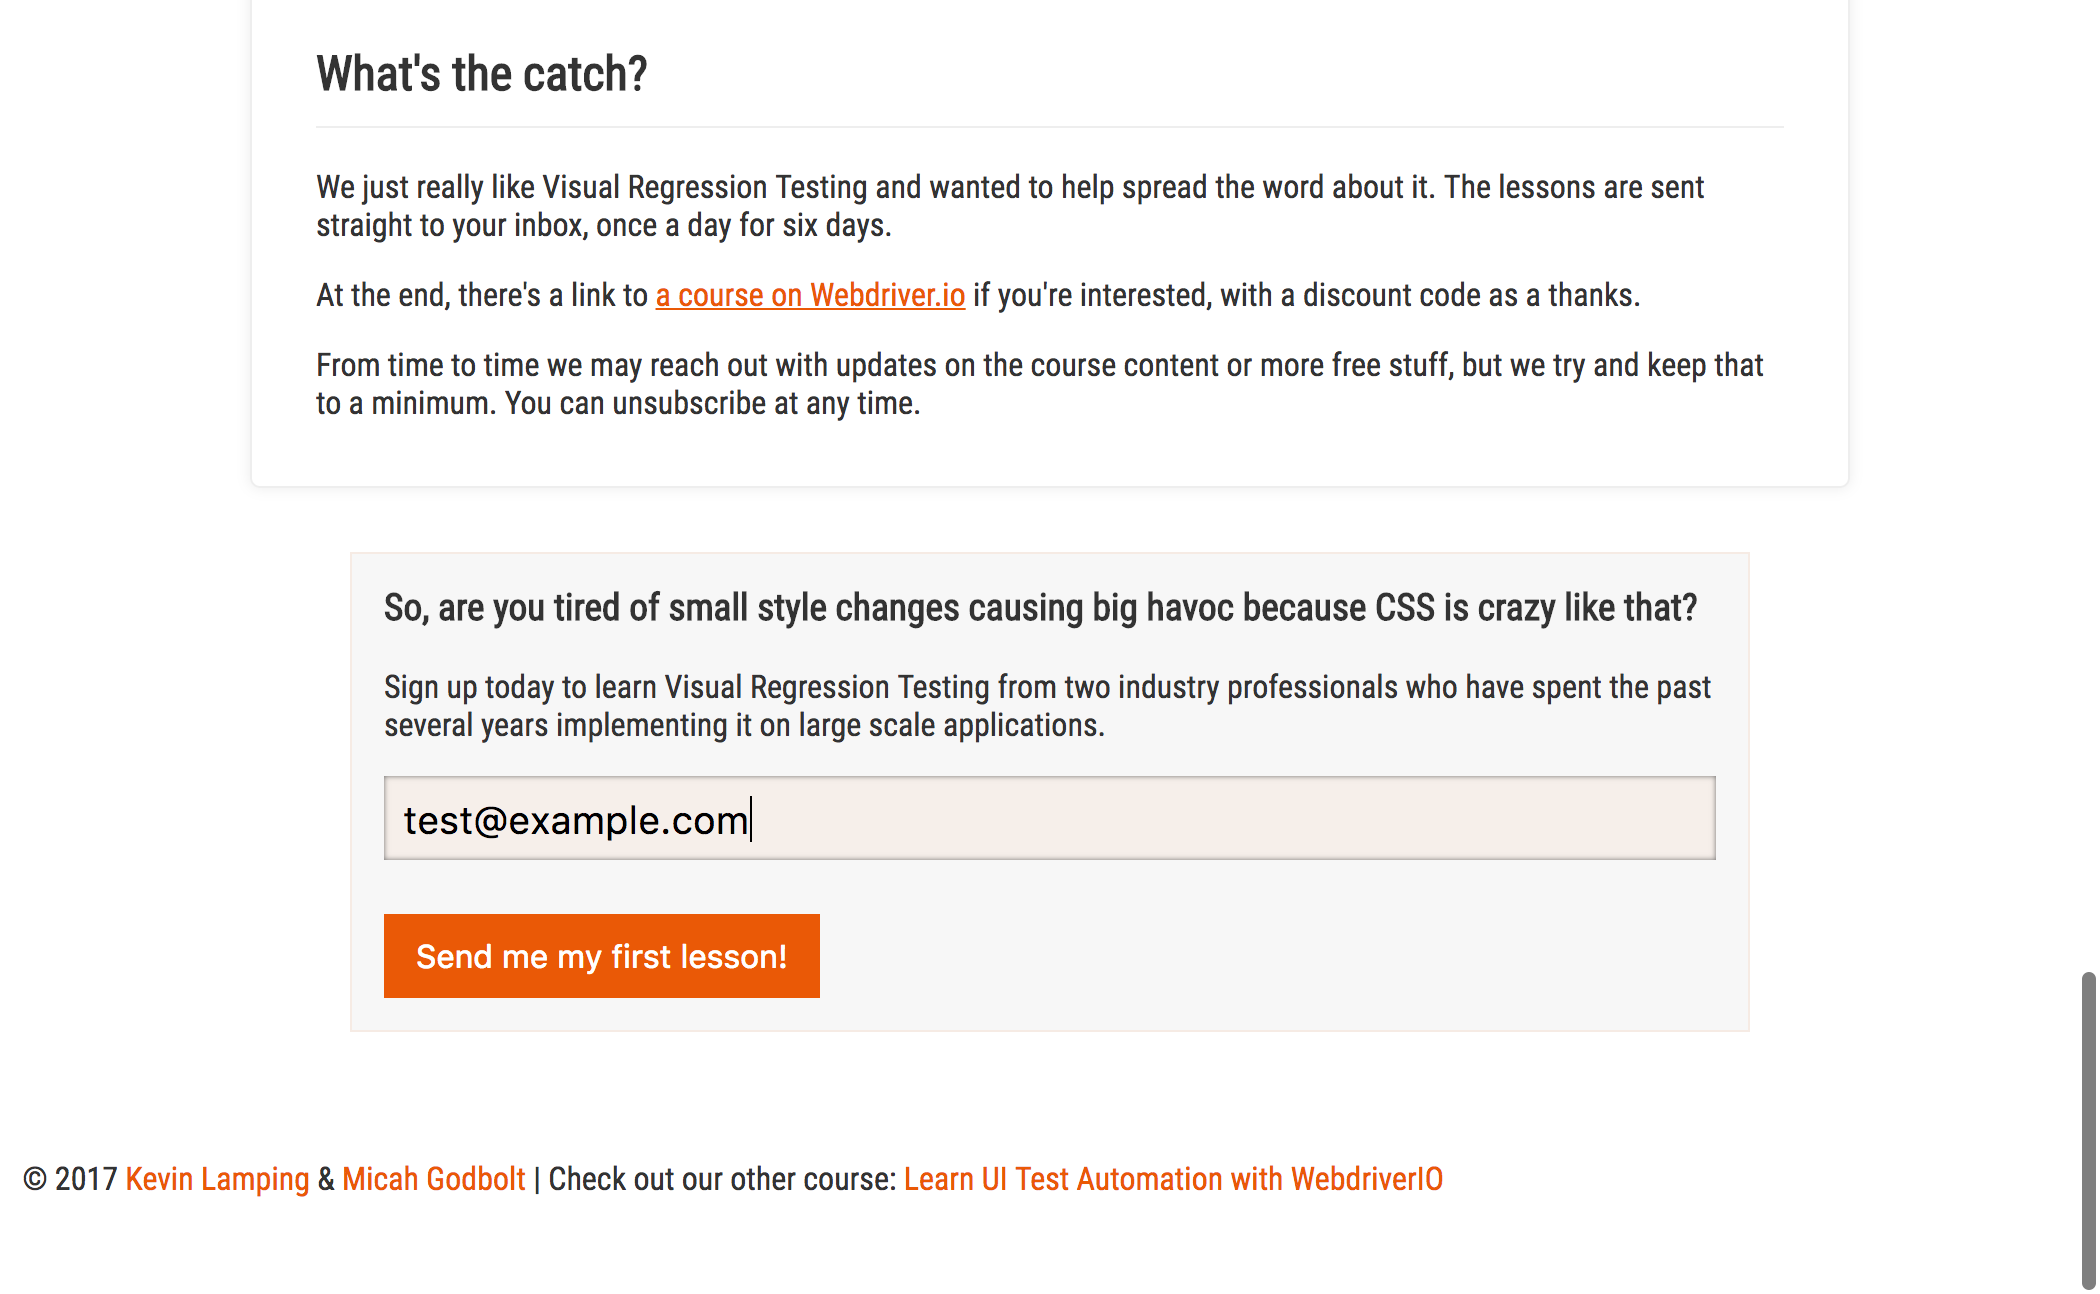 What's the catch?
We just really like Visual Regression Testing and wanted to help spread the word about it. The lessons are sent
straight to your inbox, once a day for six days.
At the end, there's a link to a course on Webdriver.io if you're interested, with a discount code as a thanks.
From time to time we may reach out with updates on the course content or more free stuff, but we try and keep that
to a minimum. You can unsubscribe at any time.
So, are you tired of small style changes causing big havoc because CSS is crazy like that?
Sign up today to learn Visual Regression Testing from two industry professionals who have spent the past
several years implementing it on large scale applications.
test@example.com
Send me my first lesson!
© 2017 Kevin Lamping & Micah Godbolt | Check out our other course: Learn UI Test Automation with WebdriverIO